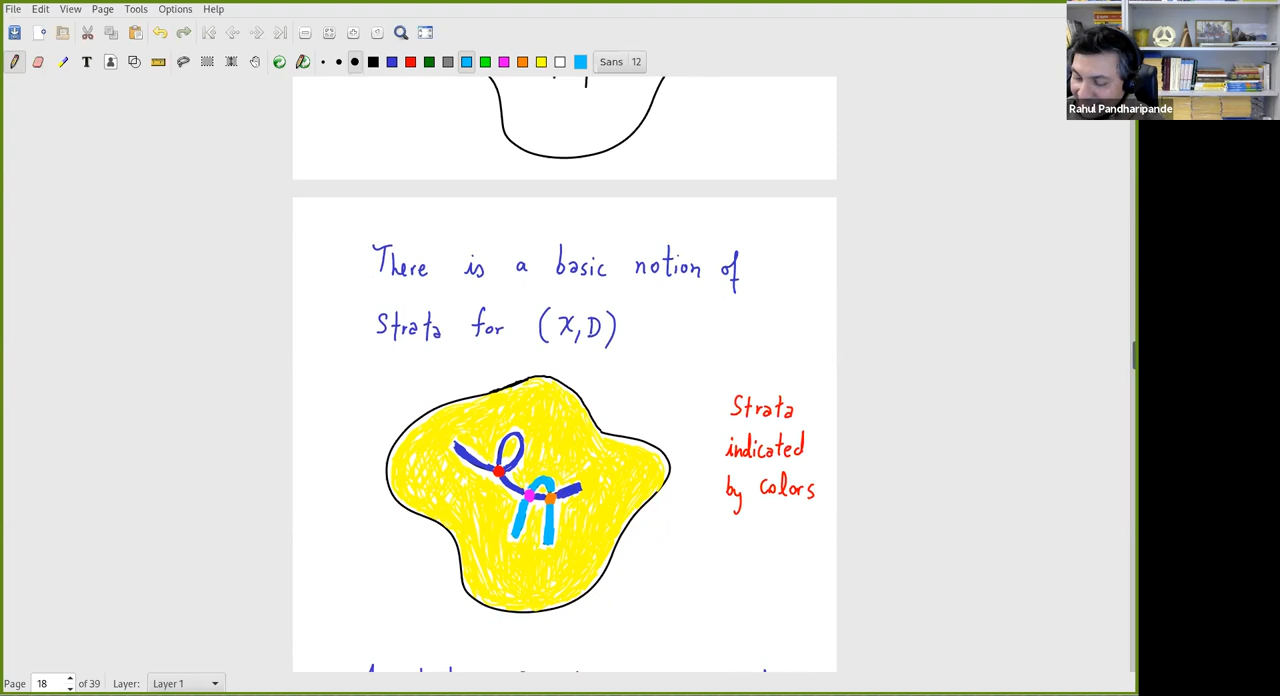 File Edit View Page Tools Options Help
Sans 12
Rahul Pandharipande
There is a basic notion of
Strata for (X,D)
Strata
indicated
by colors
Page 18 of 39 Layer: Layer 1